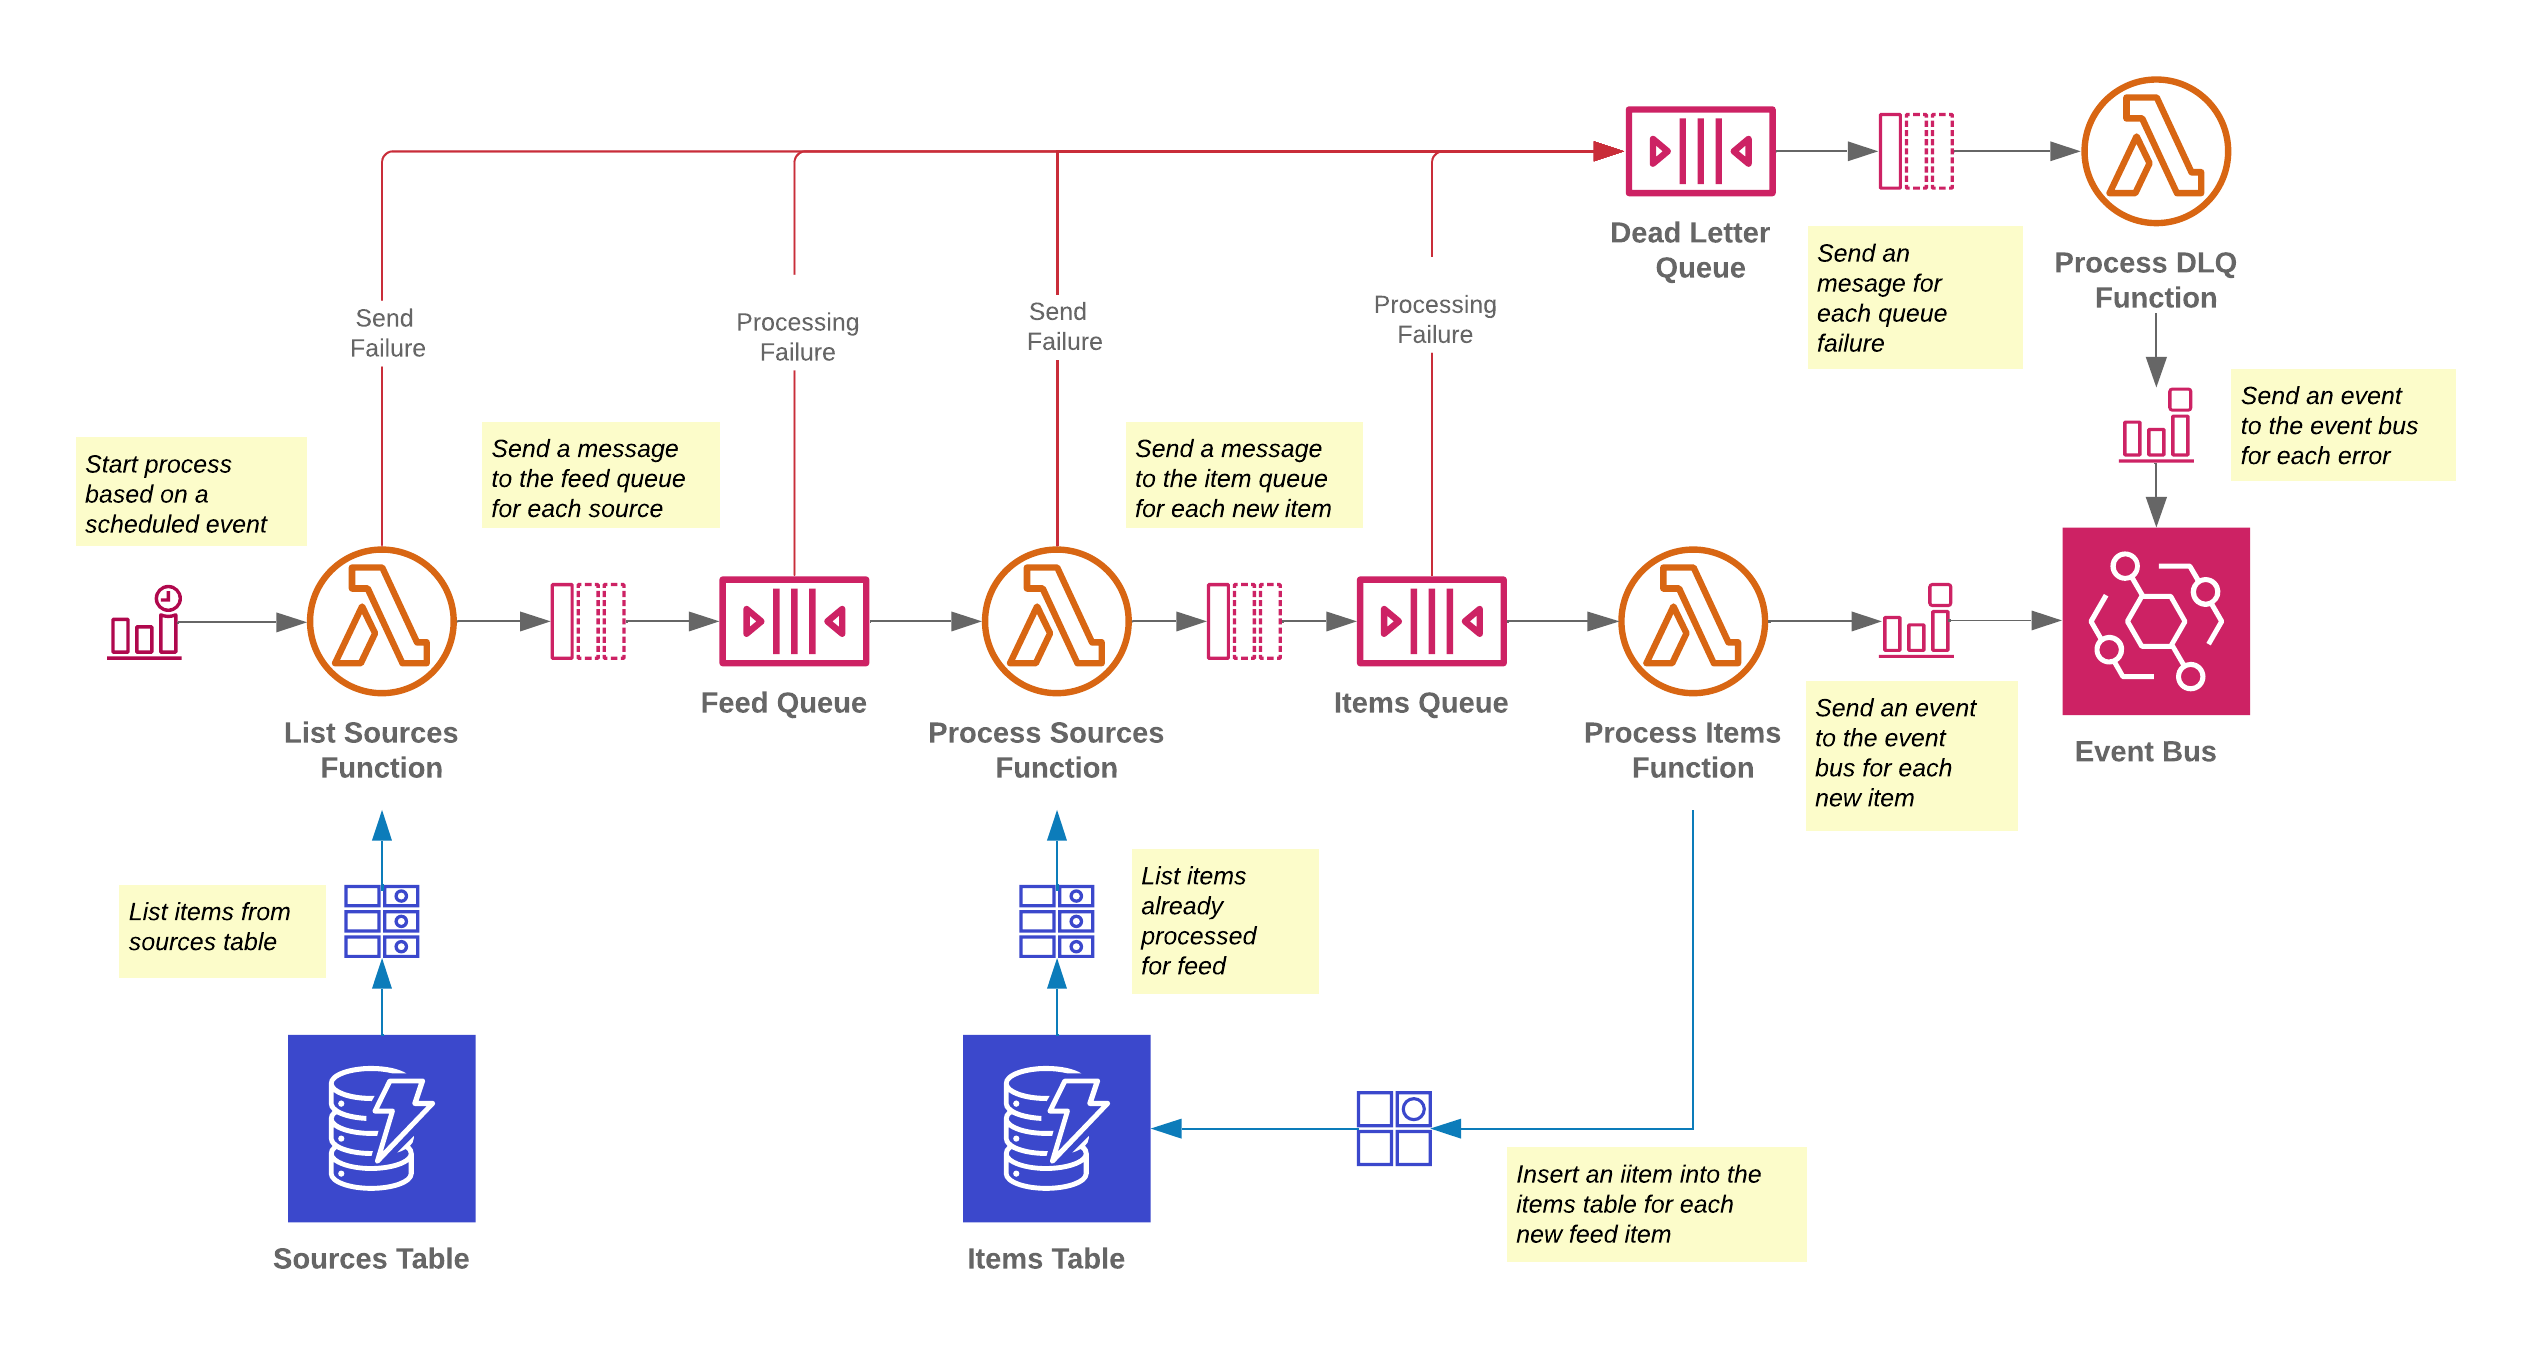 Dead Letter
Queue
Send an
mesage for
each queue
failure
Process DLQ
Function
Send
Failure
Processing
Failure
Send
Failure
Processing
Failure
Send an event
to the event bus
for each error
Start process
based on a
scheduled event
Send a message
to the feed queue
for each source
Send a message
to the item queue
for each new item
List Sources
Function
Feed Queue
Process Sources
Function
Items Queue
Process Items
Function
Send an event
to the event
bus for each
new item
Event Bus
List items from
sources table
List items
already
processed
for feed
Insert an iitem into the
items table for each
new feed item
Sources Table
Items Table